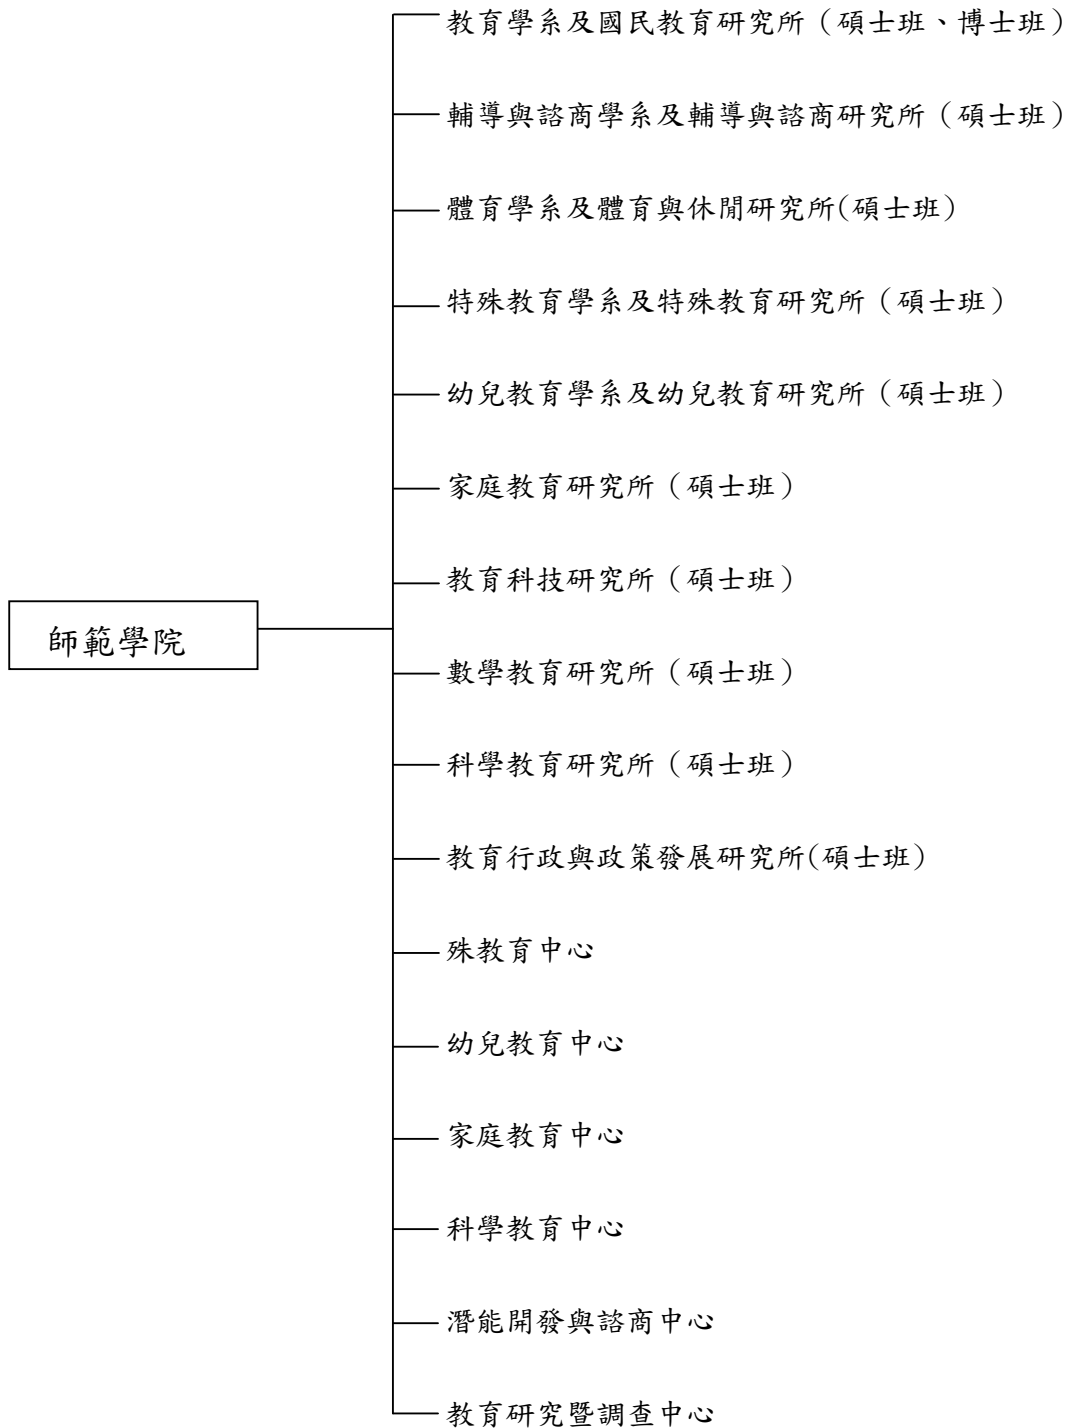 教育學系及國民教育研究所（碩士班、博士班）
輔導與諮商學系及輔導與諮商研究所（碩士班）
體育學系及體育與休閒研究所(碩士班)
特殊教育學系及特殊教育研究所（碩士班）
幼兒教育學系及幼兒教育研究所（碩士班）
家庭教育研究所（碩士班）
教育科技研究所（碩士班）
師範學院
數學教育研究所（碩士班）
科學教育研究所（碩士班）
教育行政與政策發展研究所(碩士班)
殊教育中心
幼兒教育中心
家庭教育中心
科學教育中心
潛能開發與諮商中心
教育研究暨調查中心